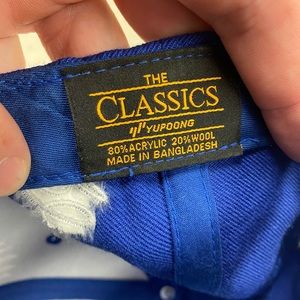 THE
CLASSICS
YUPOONG
80% ACRYLIC 20% WOOL
MADE IN BANGLADESH